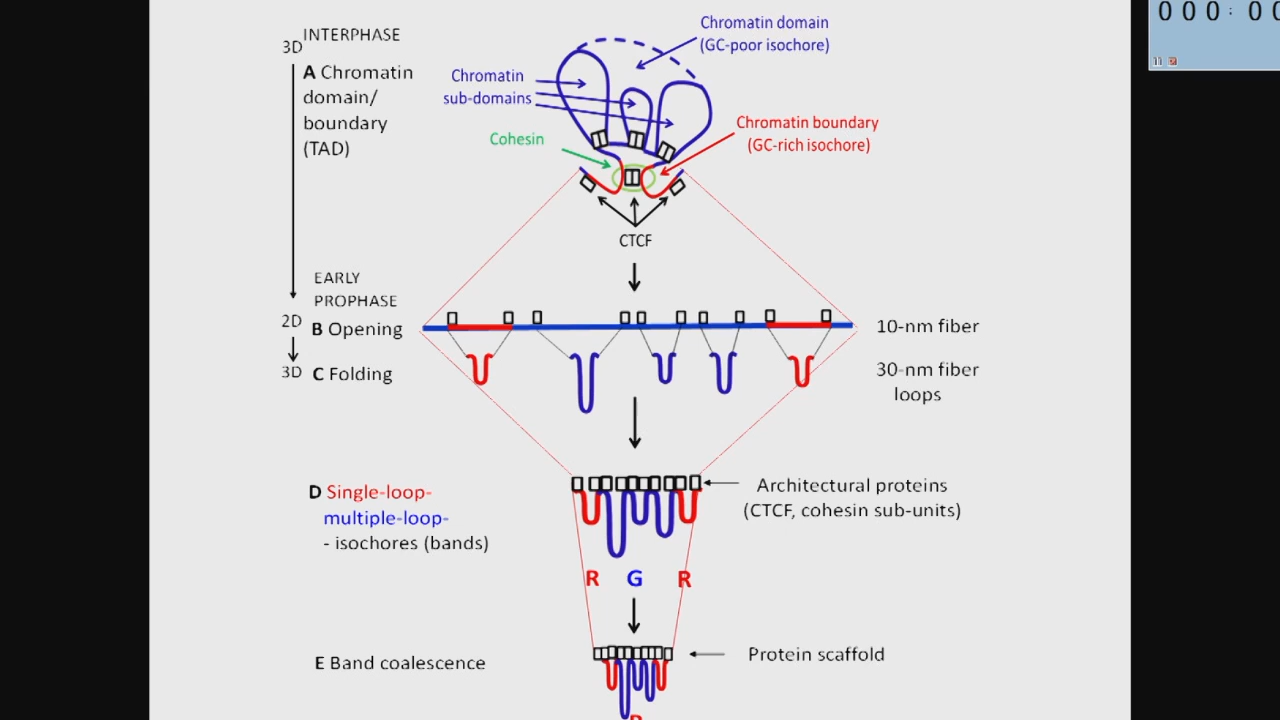 000:00
INTERPHASE
3D
A Chromatin
domain/
boundary
(TAD)
Chromatin domain
(GC-poor isochore)
Chromatin
sub-domains
Cohesin
Chromatin boundary
(GC-rich isochore)
CTCF
EARLY
PROPHASE
2D
B Opening
10-nm fiber
3D
C Folding
30-nm fiber
loops
D Single-loop-
multiple-loop-
- isochores (bands)
Architectural proteins
(CTCF, cohesin sub-units)
R G R
E Band coalescence
Protein scaffold